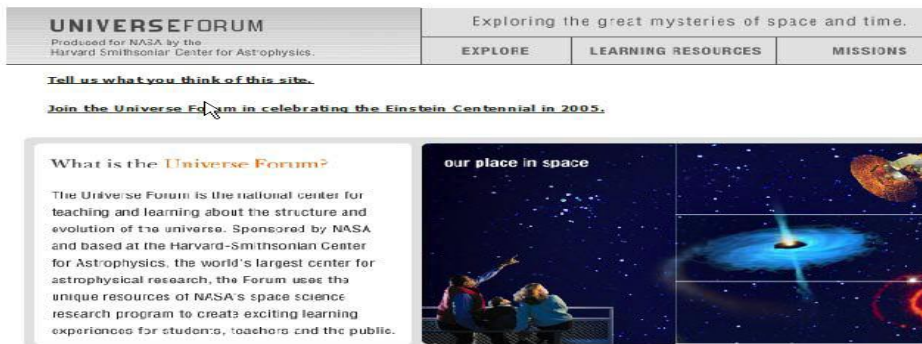 UNIVERSEFORUM
Produced for NASA by the
Harvard Smithsonian Center for Astrophysics.
Exploring the great mysteries of space and time.
EXPLORE
LEARNING RESOURCES
MISSIONS
Tell us what you think of this site.
Join the Universe Forum in celebrating the Einstein Centennial in 2005.
What is the Universe Forum?
The Universe Forum is the national center for
teaching and learning about the structure and
evolution of the universe. Sponsored by NASA
and based at the Harvard-Smithsonian Center
for Astrophysics, the world's largest center for
astrophysical research, the Forum uses the
unique resources of NASA's space science
research program to create exciting learning
experiences for students, teachers and the public.
our place in space